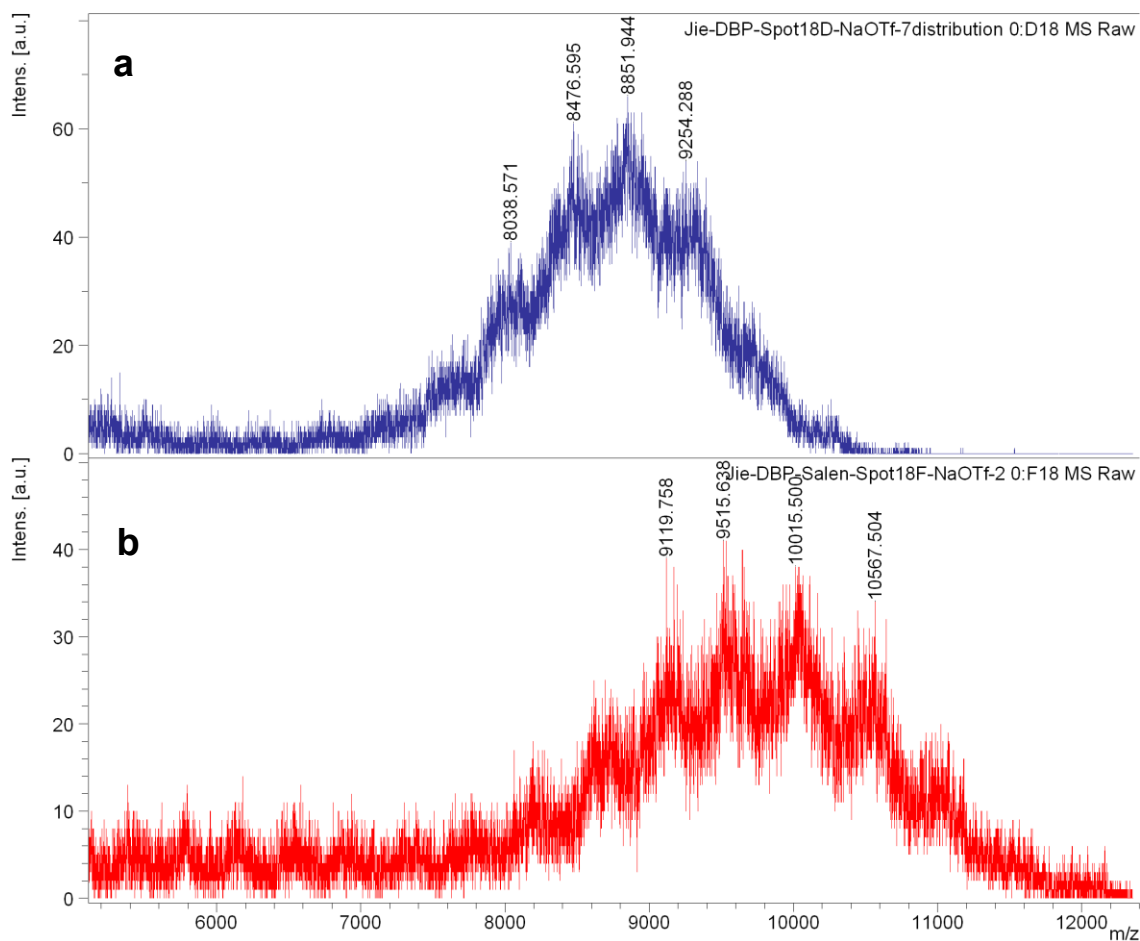 Jie-DBP-Spot18D-NaOTf-7distribution 0:D18 MS Raw
a
Intens. [a.u.]
8038.571
8476.595
8851.944
9254.288
60
40
20
0
Jie-DBP-Salen-Spot18F-NaOTf-2 0:F18 MS Raw
b
Intens. [a.u.]
9119.758
9515.638
10015.500
10567.504
40
30
20
10
0
6000 7000 8000 9000 10000 11000 12000
m/z